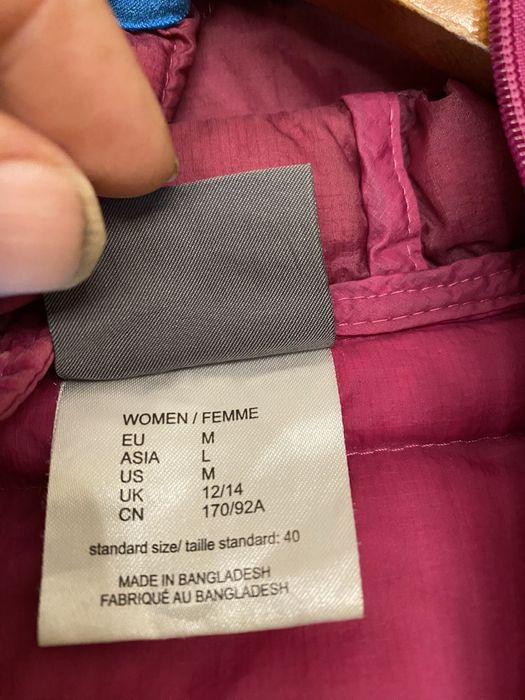 WOMEN / FEMME
EU M
ASIA L
US M
UK 12/14
CN 170/92A
standard size/ taille standard: 40
MADE IN BANGLADESH
FABRIQUÉ AU BANGLADESH